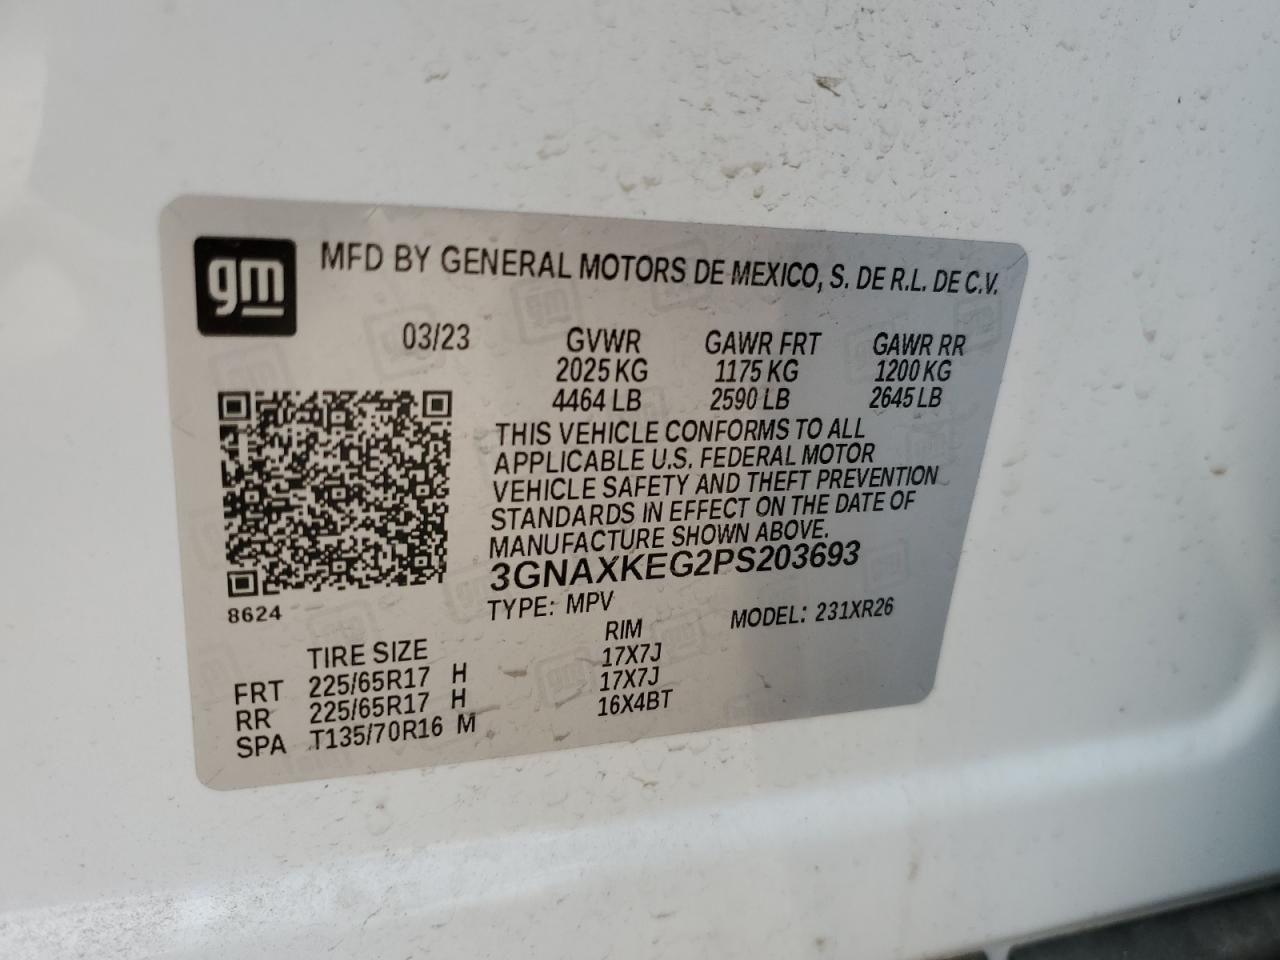 gm
MFD BY GENERAL MOTORS DE MEXICO, S. DE R.L. DE C.V.
03/23 GVWR GAWR FRT GAWR RR
2025 KG 1175 KG 1200 KG
4464 LB 2590 LB 2645 LB
THIS VEHICLE CONFORMS TO ALL
APPLICABLE U.S. FEDERAL MOTOR
VEHICLE SAFETY AND THEFT PREVENTION
STANDARDS IN EFFECT ON THE DATE OF
MANUFACTURE SHOWN ABOVE.
3GNAXKEG2PS203693
8624
TYPE: MPV MODEL: 231XR26
TIRE SIZE RIM
FRT 225/65R17 H 17X7J
RR 225/65R17 H 17X7J
SPA T135/70R16 M 16X4BT